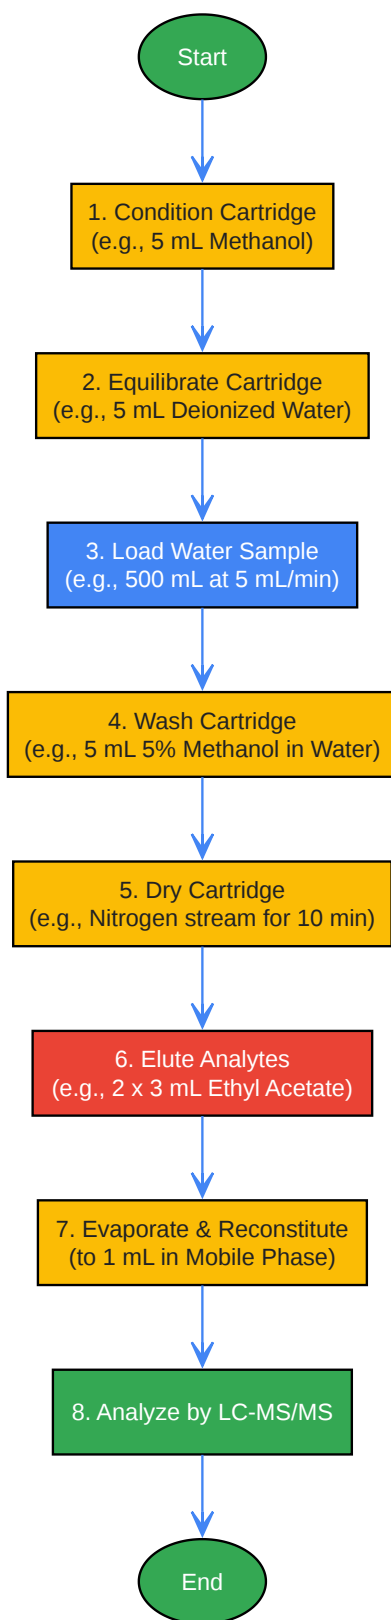 Start
1. Condition Cartridge
(e.g., 5 mL Methanol)
2. Equilibrate Cartridge
(e.g., 5 mL Deionized Water)
3. Load Water Sample
(e.g., 500 mL at 5 mL/min)
4. Wash Cartridge
(e.g., 5 mL 5% Methanol in Water)
5. Dry Cartridge
(e.g., Nitrogen stream for 10 min)
6. Elute Analytes
(e.g., 2 x 3 mL Ethyl Acetate)
7. Evaporate & Reconstitute
(to 1 mL in Mobile Phase)
8. Analyze by LC-MS/MS
End